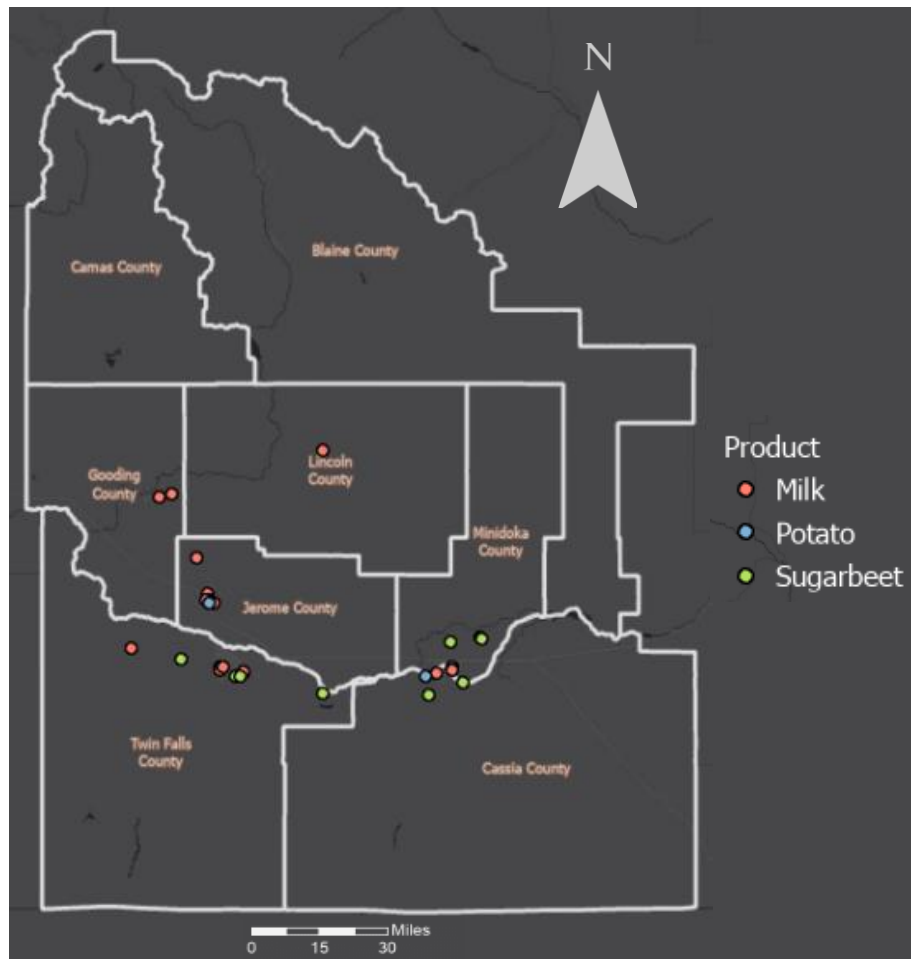 N
Blaine County
Camas County
Product
Milk
Potato
Sugarbeet
Gooding
County
Lincoln
County
Minidoka
County
Jerome County
Twin Falls
County
Cassia County
Miles
0 15 30